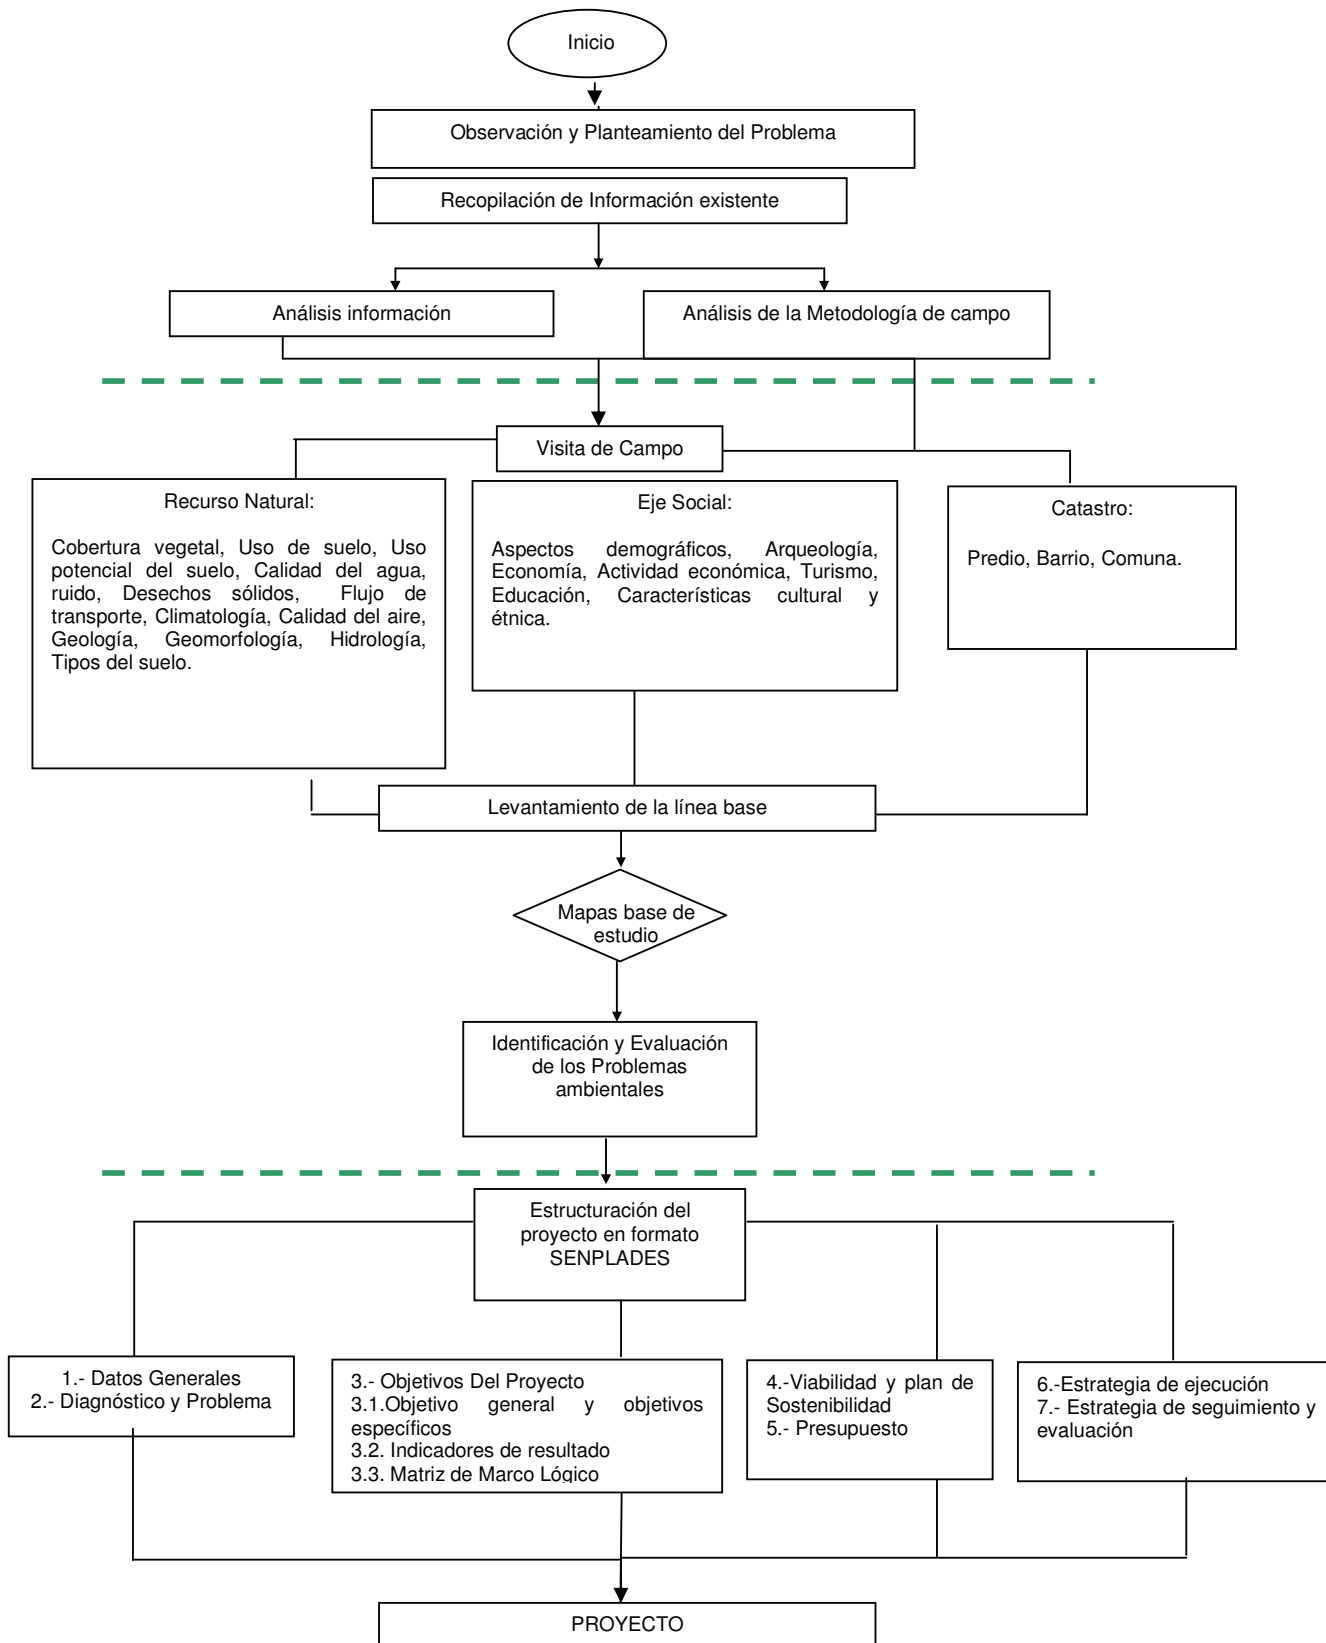 Inicio
Observación y Planteamiento del Problema
Recopilación de Información existente
Análisis información
Análisis de la Metodología de campo
Visita de Campo
Recurso Natural:
Cobertura vegetal, Uso de suelo, Uso
potencial del suelo, Calidad del agua,
ruido, Desechos sólidos, Flujo de
transporte, Climatología, Calidad del aire,
Geología, Geomorfología, Hidrología,
Tipos del suelo.
Eje Social:
Aspectos demográficos, Arqueología,
Economía, Actividad económica, Turismo,
Educación, Características cultural y
étnica.
Catastro:
Predio, Barrio, Comuna.
Levantamiento de la línea base
Mapas base de
estudio
Identificación y Evaluación
de los Problemas
ambientales
Estructuración del
proyecto en formato
SENPLADES
1.- Datos Generales
2.- Diagnóstico y Problema
3.- Objetivos Del Proyecto
3.1.Objetivo general y objetivos
específicos
3.2. Indicadores de resultado
3.3. Matriz de Marco Lógico
4.-Viabilidad y plan de
Sostenibilidad
5.- Presupuesto
6.-Estrategia de ejecución
7.- Estrategia de seguimiento y
evaluación
PROYECTO